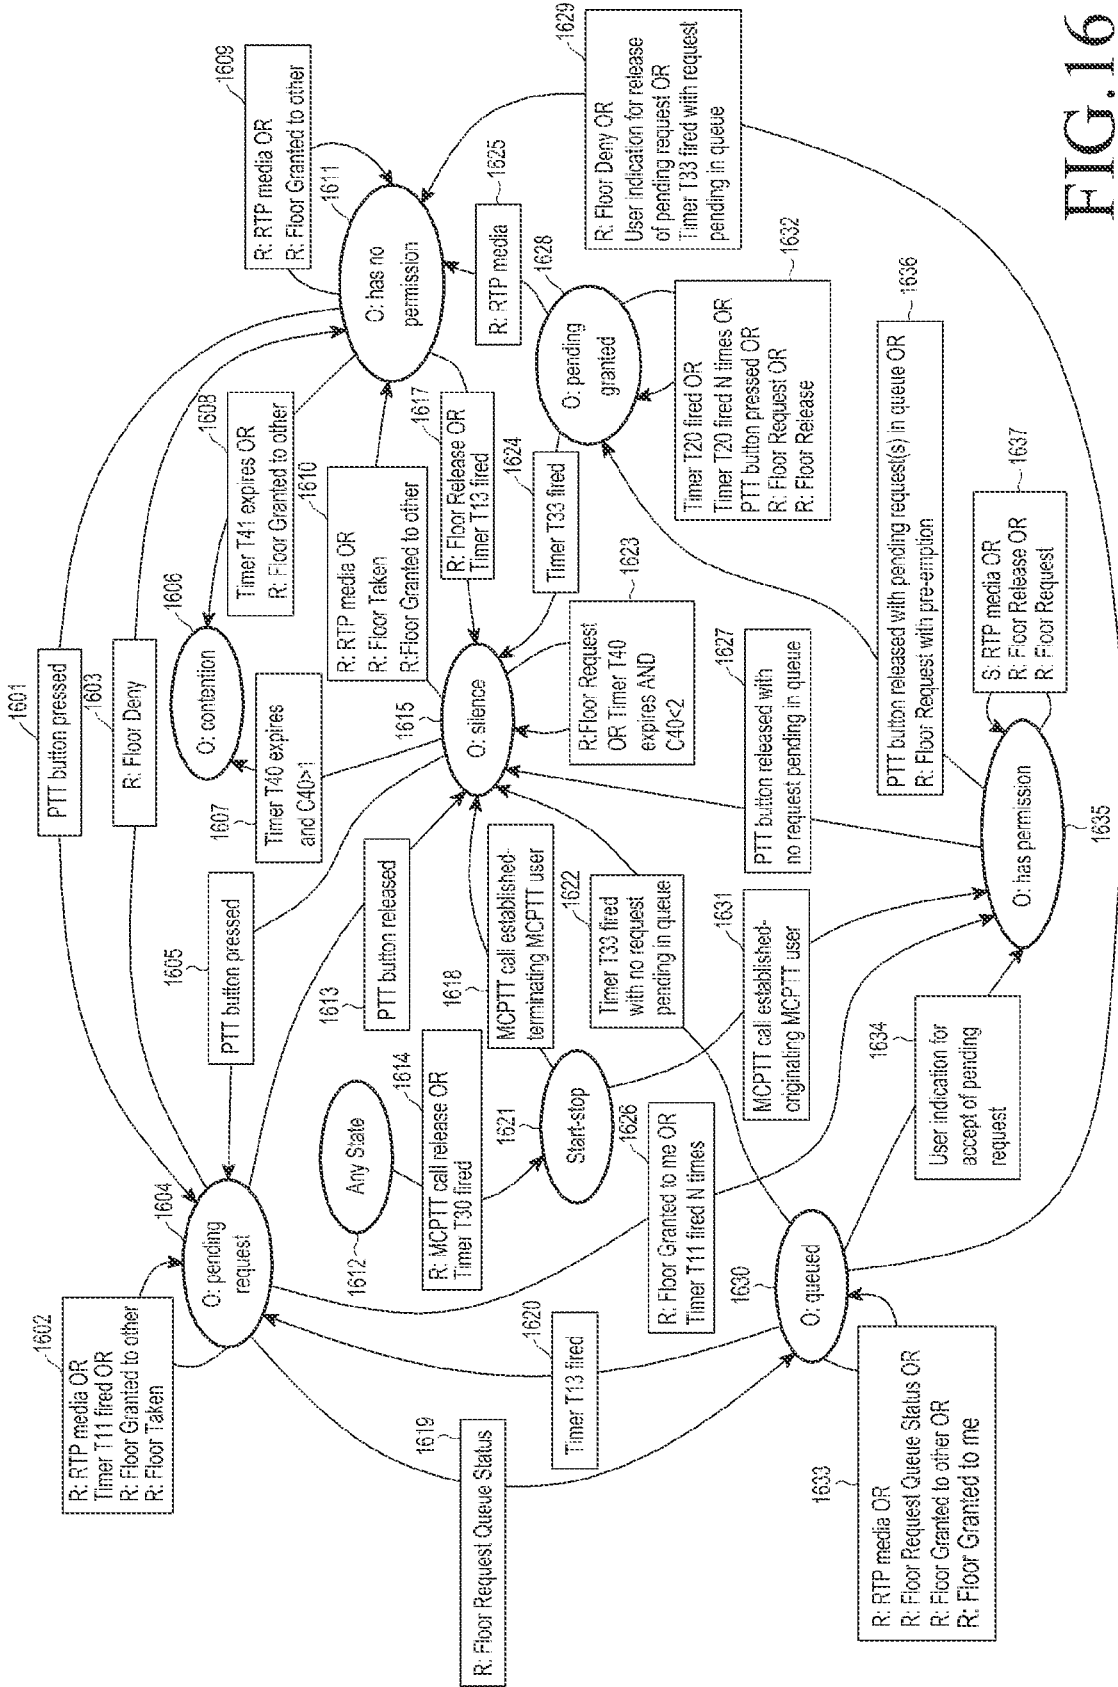 1601
PTT button pressed
1603
R: Floor Deny
1602
R: RTP media OR
Timer T11 fired OR
R: Floor Granted to other
R: Floor Taken
1604
O: pending
request
1605
PTT button pressed
1606
O: contention
1607
Timer T40 expires
and C40>1
1608
Timer T41 expires OR
R: Floor Granted to other
1609
R: RTP media OR
R: Floor Granted to other
1611
O: has no
permission
1610
R: RTP media OR
R: Floor Taken
R:Floor Granted to other
1612
Any State
1613
PTT button released
1614
R: MCPTT call release OR
Timer T30 fired
1615
O: silence
1617
R: Floor Release OR
Timer T13 fired
1618
MCPTT call established-
terminating MCPTT user
1619
R: Floor Request Queue Status
1620
Timer T13 fired
1621
Start-stop
1622
Timer T33 fired
with no request
pending in queue
1623
R:Floor Request
OR Timer T40
expires AND
C40<2
1624
Timer T33 fired
1625
R: RTP media
1628
O: pending
granted
1629
R: Floor Deny OR
User indication for release
of pending request OR
Timer T33 fired with request
pending in queue
1626
R: Floor Granted to me OR
Timer T11 fired N times
1627
PTT button released with
no request pending in queue
1630
O: queued
1631
MCPTT call established-
originating MCPTT user
1632
Timer T20 fired OR
Timer T20 fired N times OR
PTT button pressed OR
R: Floor Request OR
R: Floor Release
1633
R: RTP media OR
R: Floor Request Queue Status OR
R: Floor Granted to other OR
R: Floor Granted to me
1634
User indication for
accept of pending
request
1635
O: has permission
1636
PTT button released with pending request(s) in queue OR
R: Floor Request with pre-emption
1637
S: RTP media OR
R: Floor Release OR
R: Floor Request
FIG.16